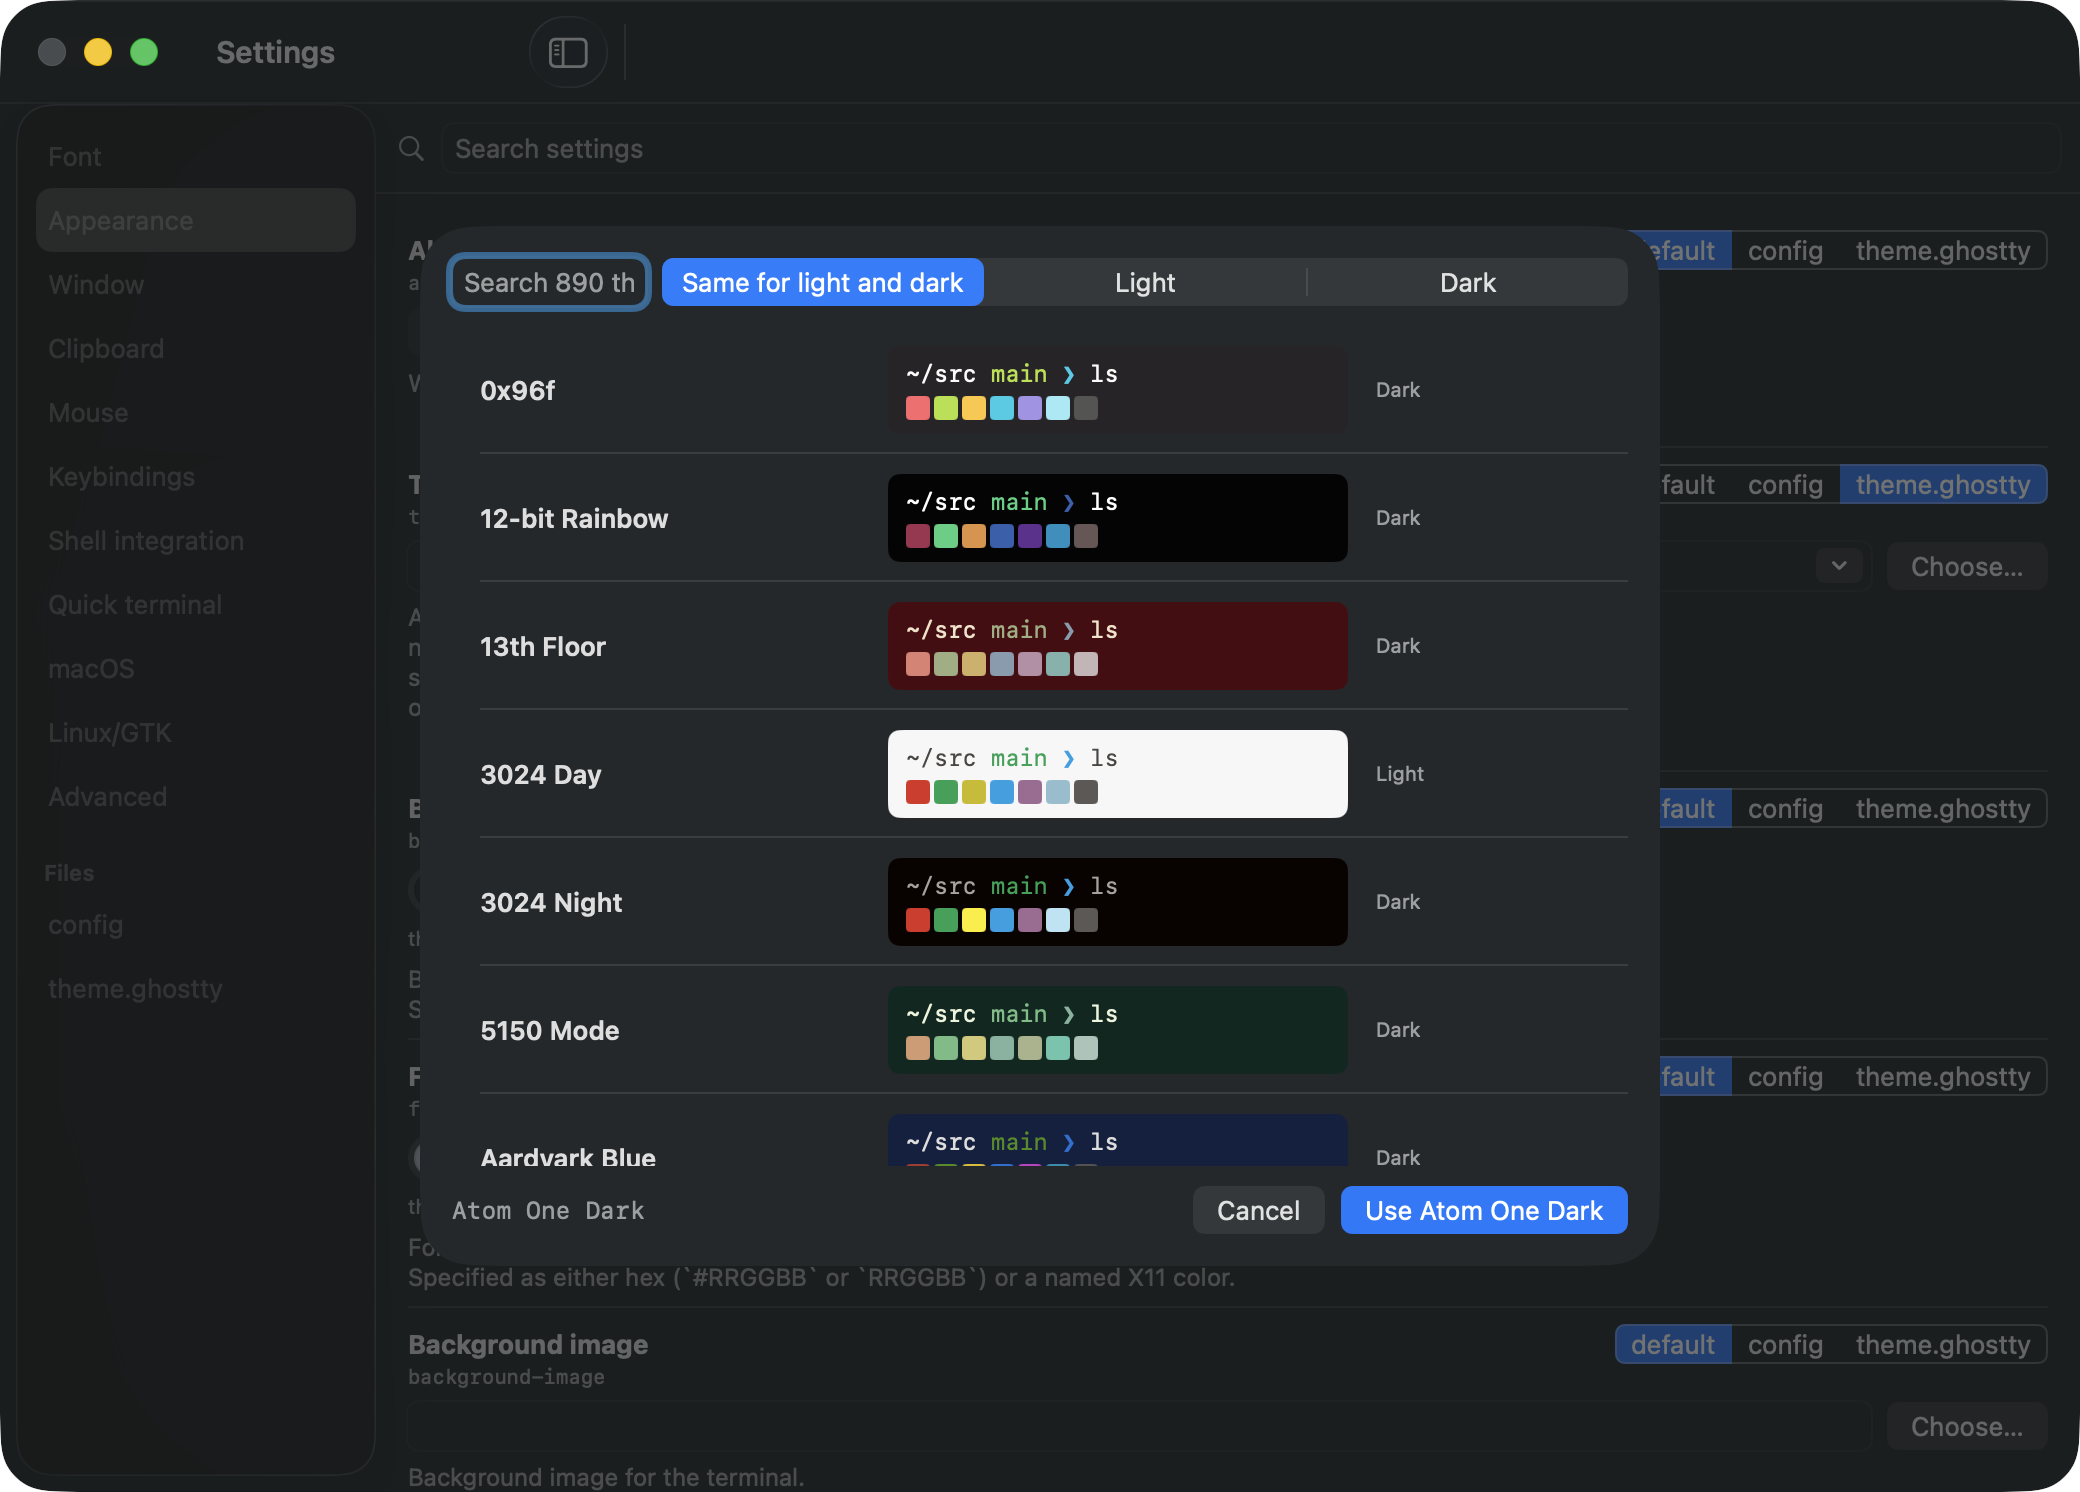 Settings
Font
Appearance
Window
Clipboard
Mouse
Keybindings
Shell integration
Quick terminal
macOS
Linux/GTK
Advanced
Files
config
theme.ghostty
Search settings
config theme.ghostty
config theme.ghostty
Choose...
config theme.ghostty
config theme.ghostty
Search 890 th
Same for light and dark
Light
Dark
0x96f
~/src main ❯ ls
Dark
12-bit Rainbow
~/src main ❯ ls
Dark
13th Floor
~/src main ❯ ls
Dark
3024 Day
~/src main ❯ ls
Light
3024 Night
~/src main ❯ ls
Dark
5150 Mode
~/src main ❯ ls
Dark
Aardvark Blue
~/src main ❯ ls
Dark
Atom One Dark
Cancel
Use Atom One Dark
Specified as either hex (`#RRGGBB` or `RRGGBB`) or a named X11 color.
Background image
default config theme.ghostty
background-image
Choose...
Background image for the terminal.